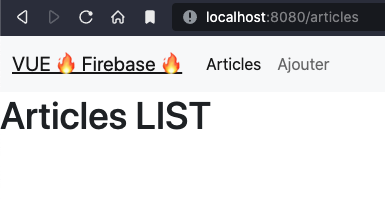 localhost:8080/articles
VUE 🔥 Firebase 🔥 Articles Ajouter
Articles LIST